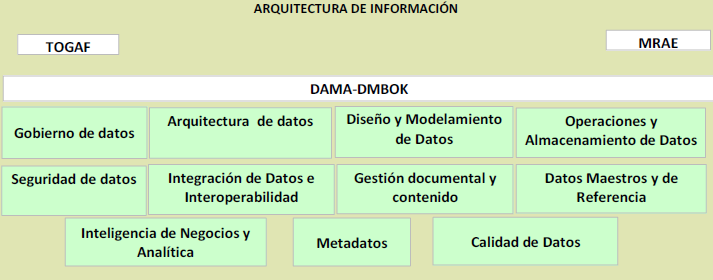 ARQUITECTURA DE INFORMACIÓN
TOGAF
MRAE
DAMA-DMBOK
Gobierno de datos
Arquitectura de datos
Diseño y Modelamiento
de Datos
Operaciones y
Almacenamiento de Datos
Seguridad de datos
Integración de Datos e
Interoperabilidad
Gestión documental y
contenido
Datos Maestros y de
Referencia
Inteligencia de Negocios y
Analítica
Metadatos
Calidad de Datos